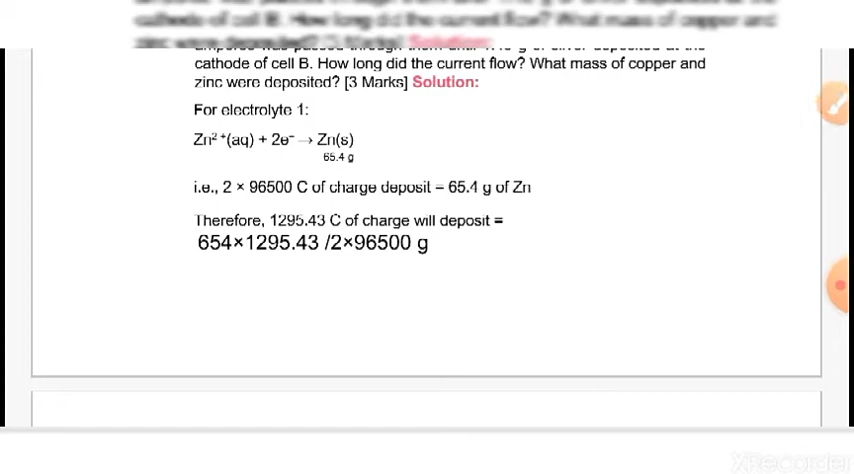 cathode of cell B. How long did the current flow? What mass of copper and
zinc were deposited? [3 Marks] Solution:
For electrolyte 1:
Zn²⁺(aq) + 2e⁻ → Zn(s)
65.4 g
i.e., 2 × 96500 C of charge deposit = 65.4 g of Zn
Therefore, 1295.43 C of charge will deposit =
654×1295.43 /2×96500 g
XRecorder